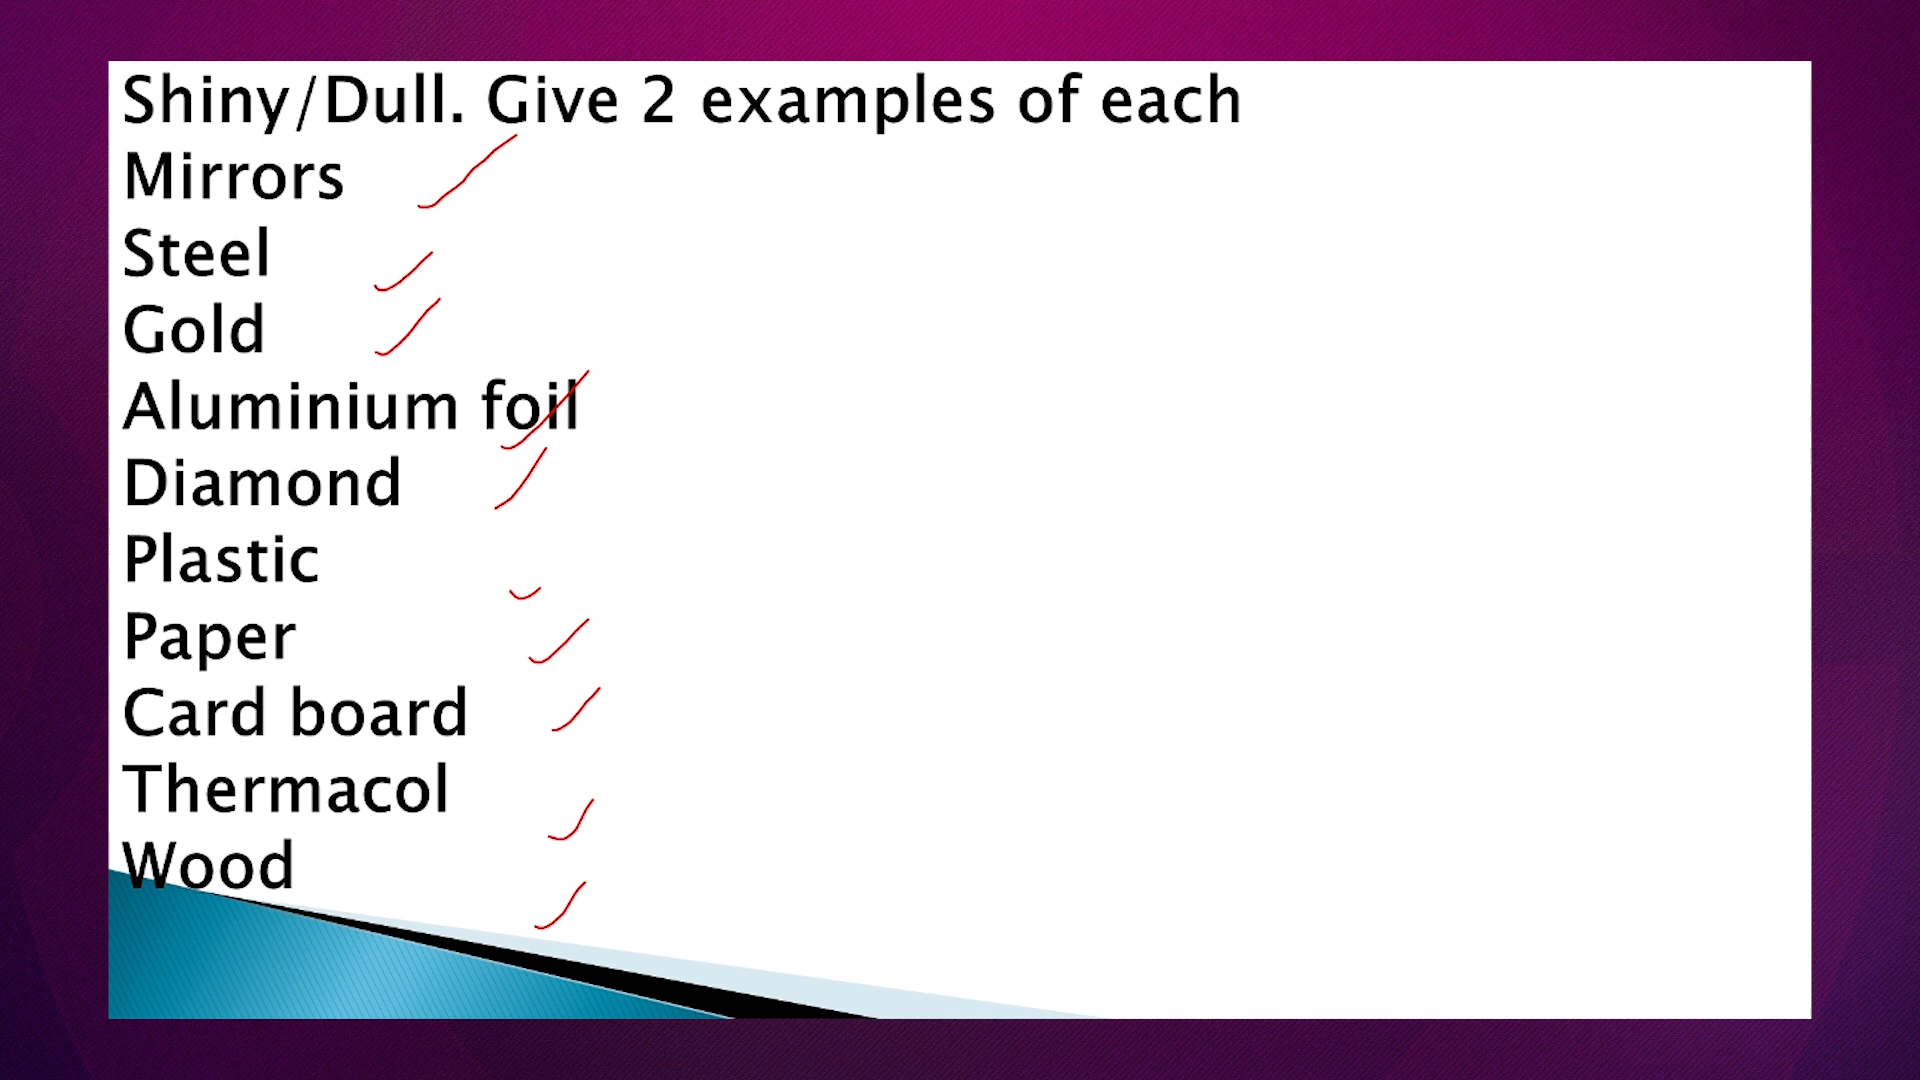 Shiny/Dull. Give 2 examples of each
Mirrors
Steel
Gold
Aluminium foil
Diamond
Plastic
Paper
Card board
Thermacol
Wood